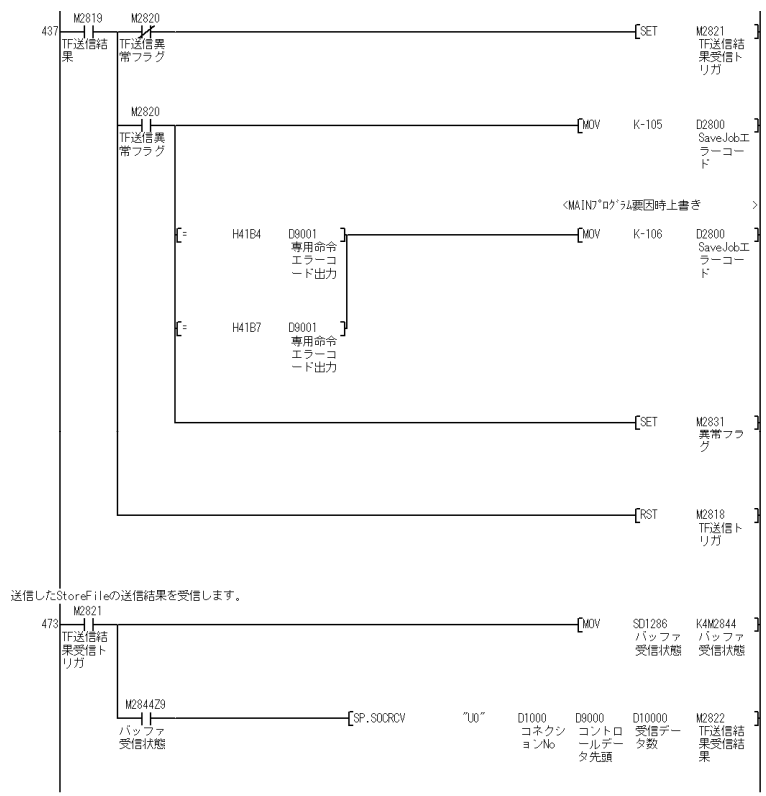 M2819 M2820
437 SET M2821
TF送信結 TF送信異 TF送信結
果 常フラグ 果受信ト
リガ
M2820
MOV K-105 D2800
TF送信異 SaveJobエ
常フラグ ラーコー
ド
<MAINﾌﾟﾛｸﾞﾗﾑ要因時上書き >
= H41B4 D9001 MOV K-106 D2800
専用命令 SaveJobエ
エラーコ ラーコー
ード出力 ド
= H41B7 D9001
専用命令
エラーコ
ード出力
SET M2831
異常フラ
グ
RST M2818
TF送信ト
リガ
送信したStoreFileの送信結果を受信します。
M2821
473 MOV SD1286 K4M2844
TF送信結 バッファ バッファ
果受信ト 受信状態 受信状態
リガ
M2844Z9
SP.SOCRCV "U0" D1000 D9000 D10000 M2822
バッファ コネクシ コントロ 受信デー TF送信結
受信状態 ョンNo ールデー タ数 果受信結
タ先頭 果